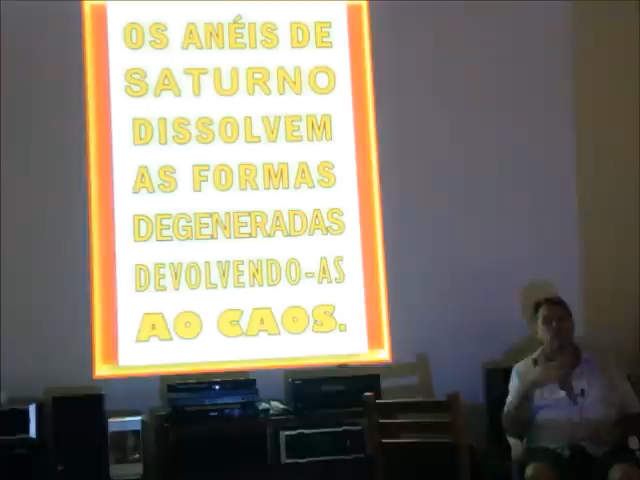 OS ANÉIS DE
SATURNO
DISSOLVEM
AS FORMAS
DEGENERADAS
DEVOLVENDO-AS
AO CAOS.